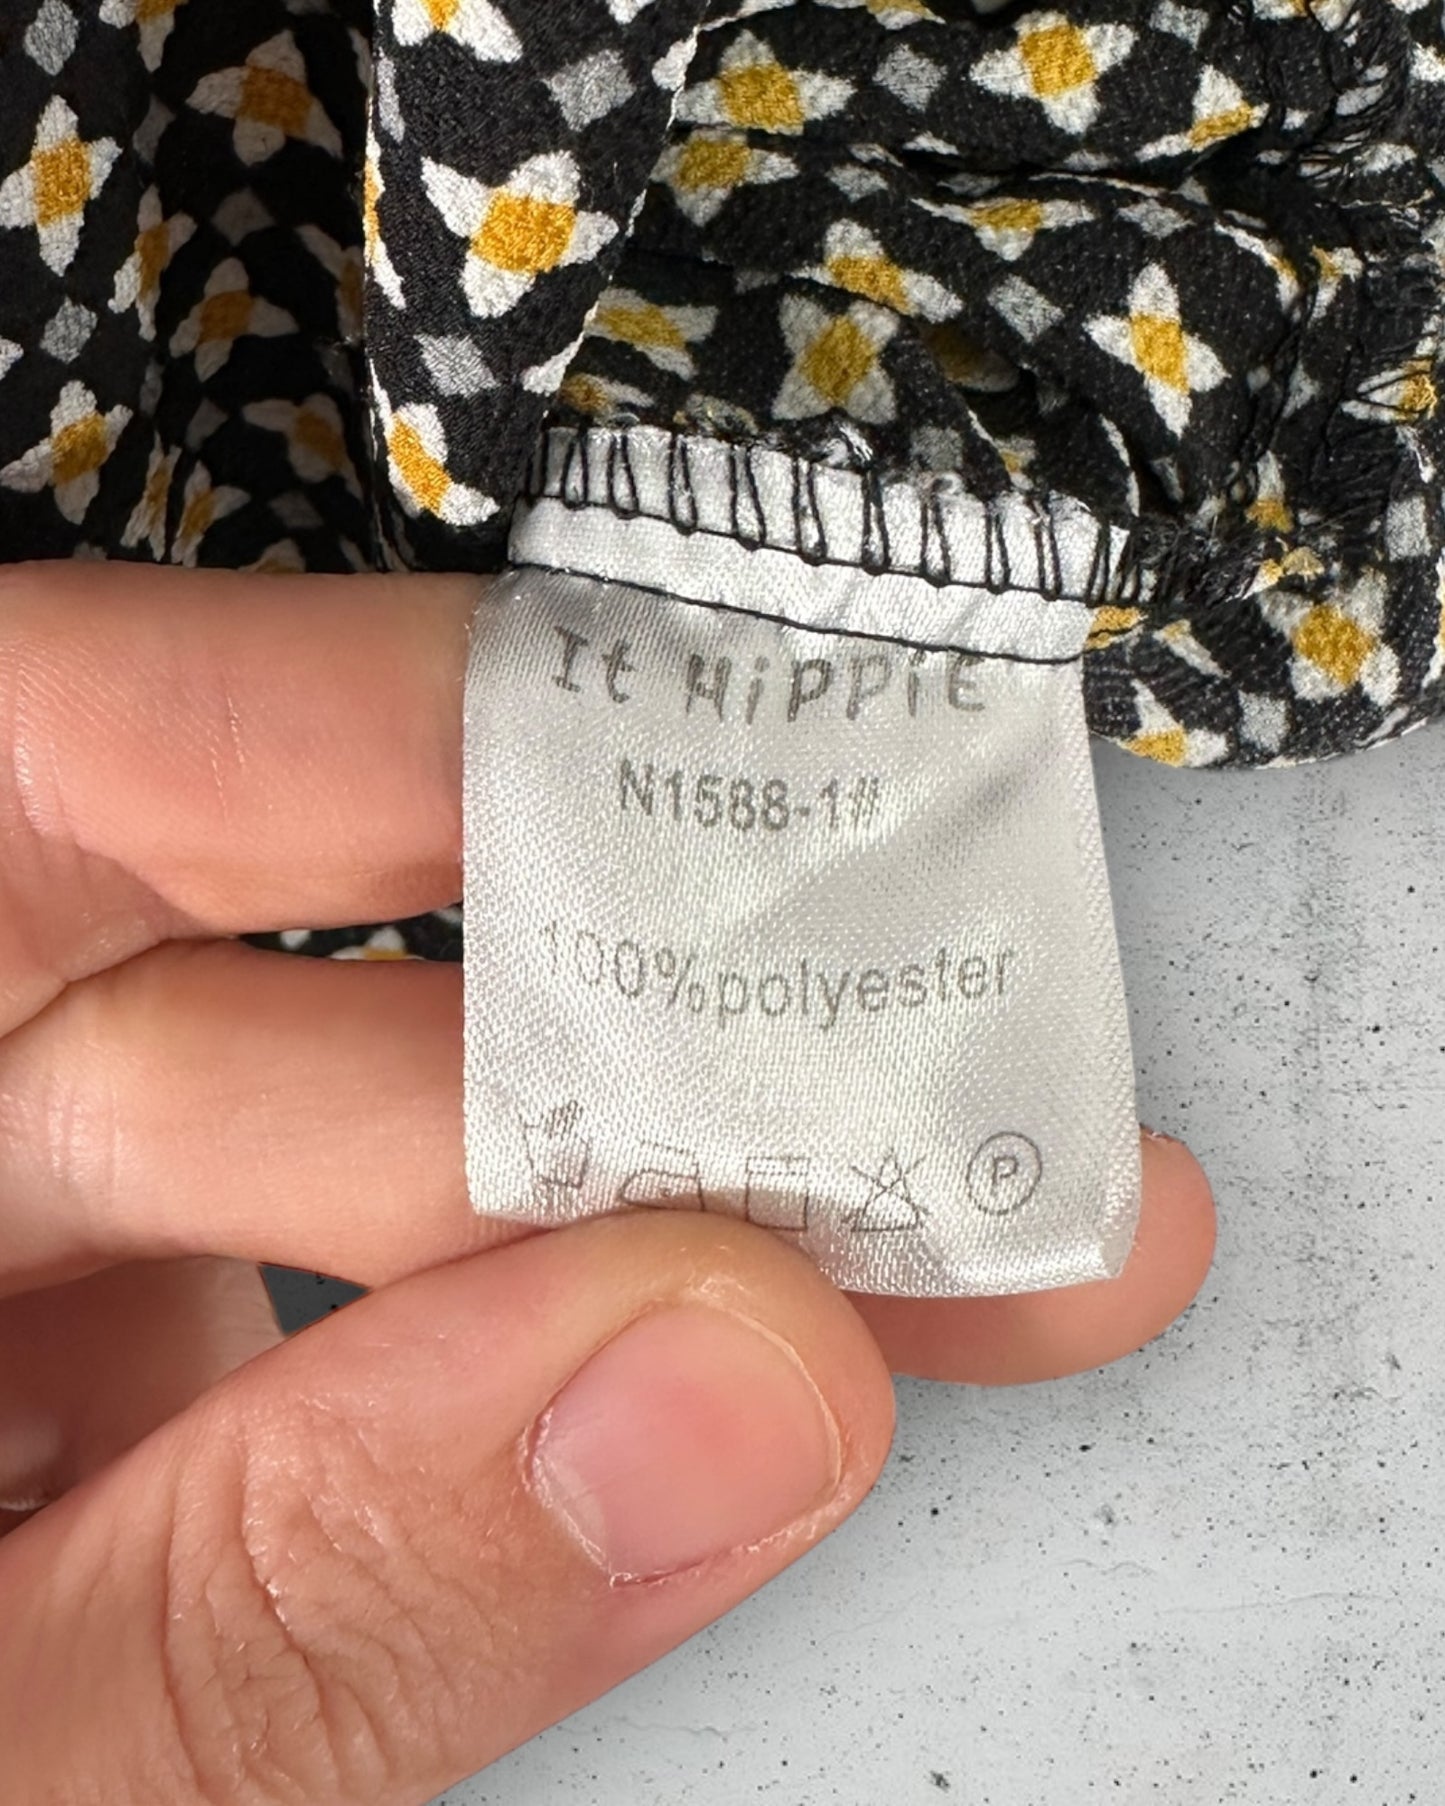 It HiPPiE
N1588-1#
100%polyester
P